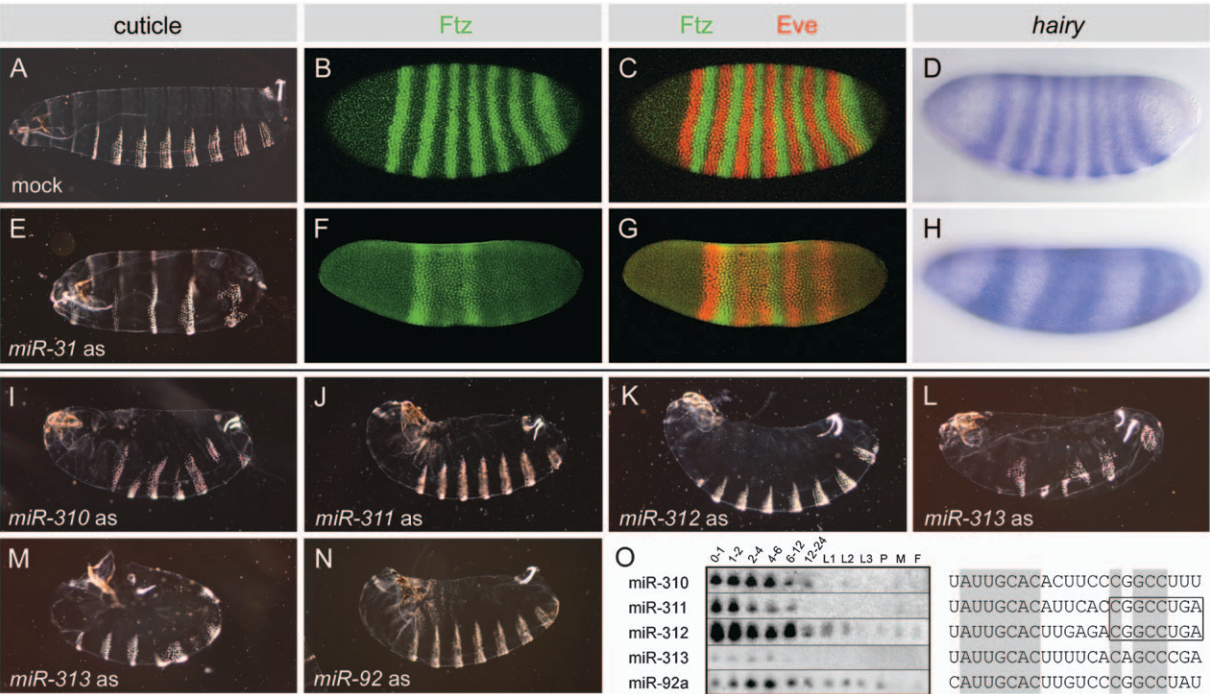 cuticle Ftz Ftz Eve hairy
A B C D
mock
E F G H
miR-31 as
I J K L
miR-310 as miR-311 as miR-312 as miR-313 as
M N O
0-1 1-2 2-4 4-6 6-12 12-24 L1 L2 L3 P M F
miR-310 UAUUGCACACUUCCCGGCCUUU
miR-311 UAUUGCACAUUCACCGGCCUGA
miR-312 UAUUGCACUUGAGACGGCCUGA
miR-313 UAUUGCACUUUUCACAGCCCGA
miR-92a CAUUGCACUUGUCCCGGCCUAU
miR-313 as miR-92 as